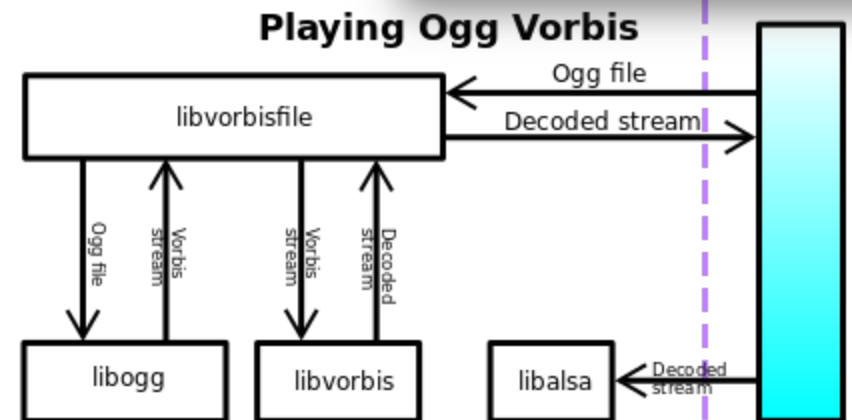 Playing Ogg Vorbis
Ogg file
libvorbisfile
Decoded stream
Ogg file
Vorbis
stream
Vorbis
stream
Decoded
stream
libogg
libvorbis
libalsa
Decoded
stream